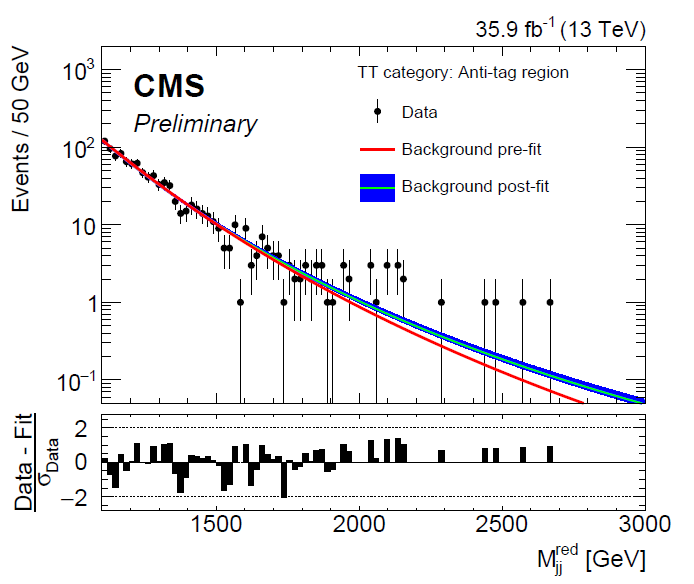 35.9 fb⁻¹ (13 TeV)
Events / 50 GeV
10³
10²
10
1
10⁻¹
CMS
Preliminary
TT category: Anti-tag region
Data
Background pre-fit
Background post-fit
Data - Fit
σ_Data
2
0
−2
1500 2000 2500 3000
M_jj^red [GeV]